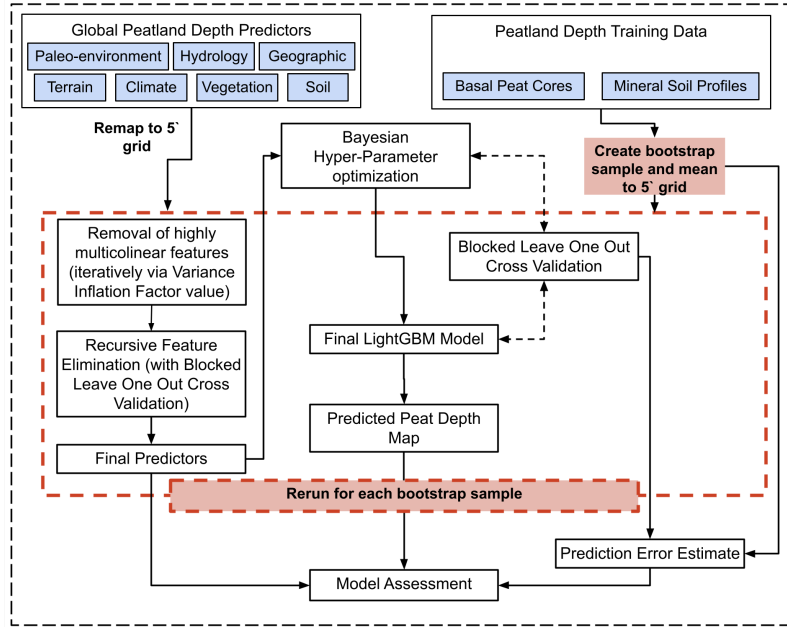 Global Peatland Depth Predictors
Paleo-environment
Hydrology
Geographic
Terrain
Climate
Vegetation
Soil
Peatland Depth Training Data
Basal Peat Cores
Mineral Soil Profiles
Remap to 5`
grid
Bayesian
Hyper-Parameter
optimization
Create bootstrap
sample and mean
to 5` grid
Removal of highly
multicolinear features
(iteratively via Variance
Inflation Factor value)
Blocked Leave One Out
Cross Validation
Recursive Feature
Elimination (with Blocked
Leave One Out Cross
Validation)
Final LightGBM Model
Predicted Peat Depth
Map
Final Predictors
Rerun for each bootstrap sample
Prediction Error Estimate
Model Assessment